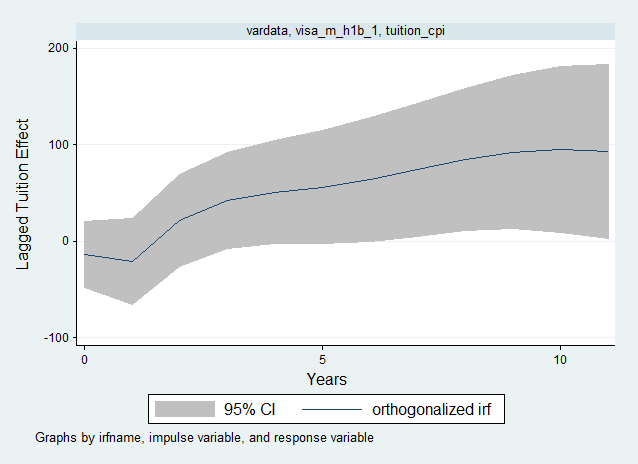 vardata, visa_m_h1b_1, tuition_cpi
200
100
0
-100
Lagged Tuition Effect
0 5 10
Years
95% CI orthogonalized irf
Graphs by irfname, impulse variable, and response variable